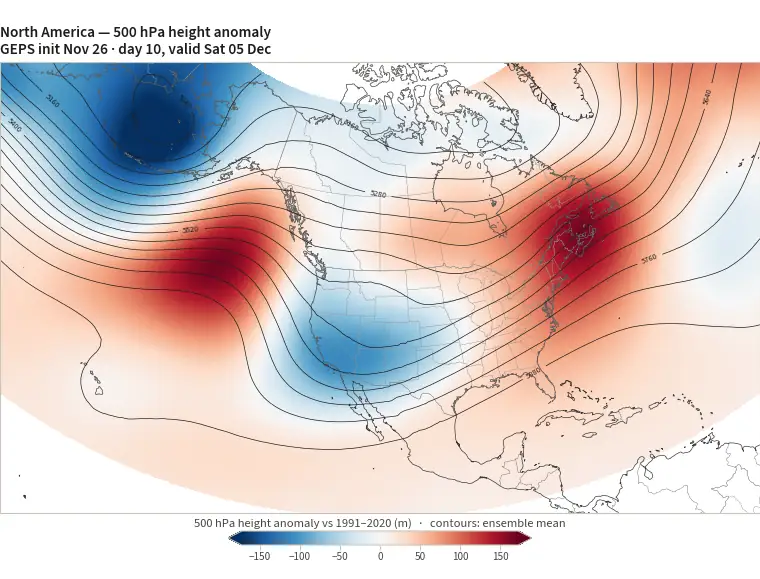 North America — 500 hPa height anomaly
GEPS init Nov 26 · day 10, valid Sat 05 Dec
5160
5400
5280
5520
5640
5760
5880
500 hPa height anomaly vs 1991–2020 (m) · contours: ensemble mean
−150 −100 −50 0 50 100 150